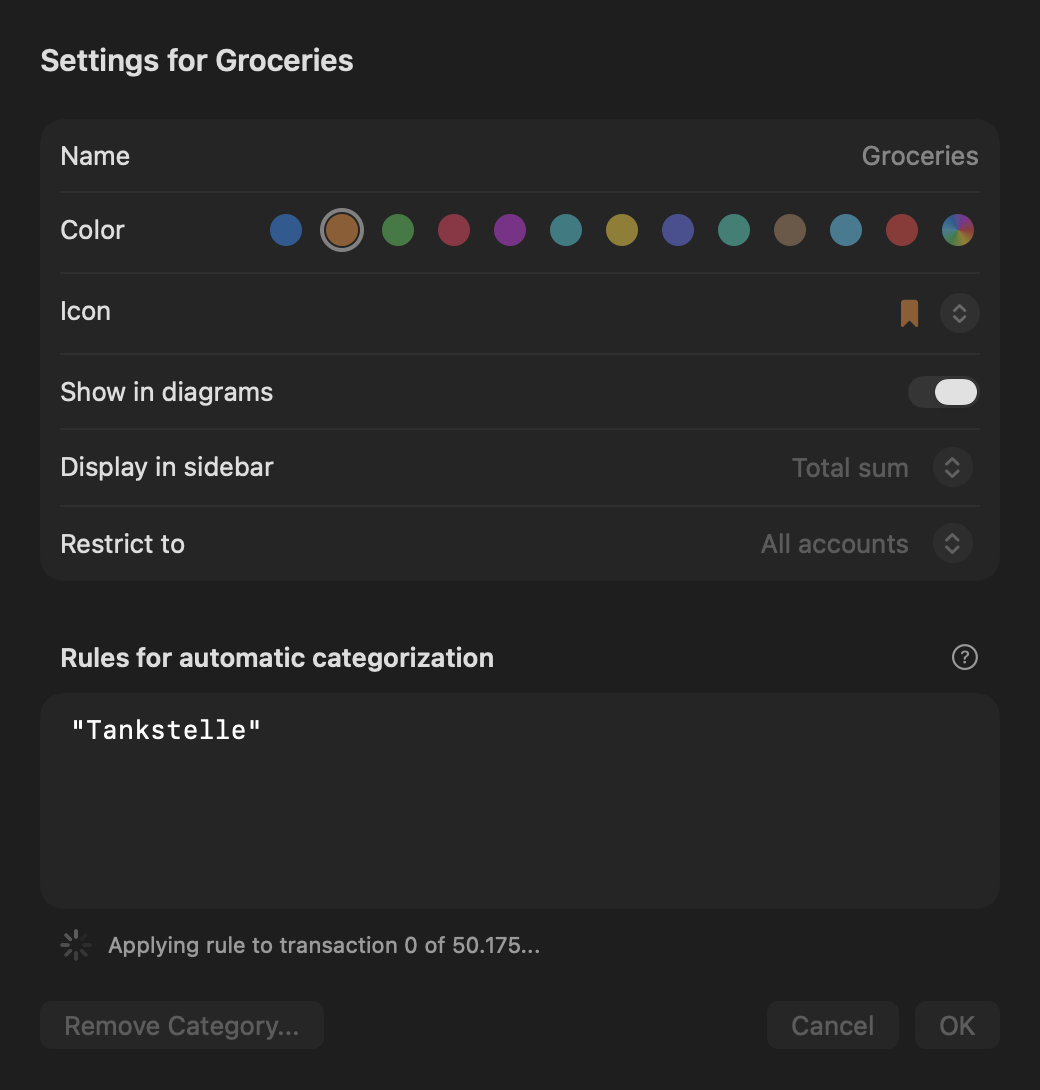 Settings for Groceries
Name Groceries
Color
Icon
Show in diagrams
Display in sidebar Total sum
Restrict to All accounts
Rules for automatic categorization ?
"Tankstelle"
Applying rule to transaction 0 of 50.175...
Remove Category... Cancel OK